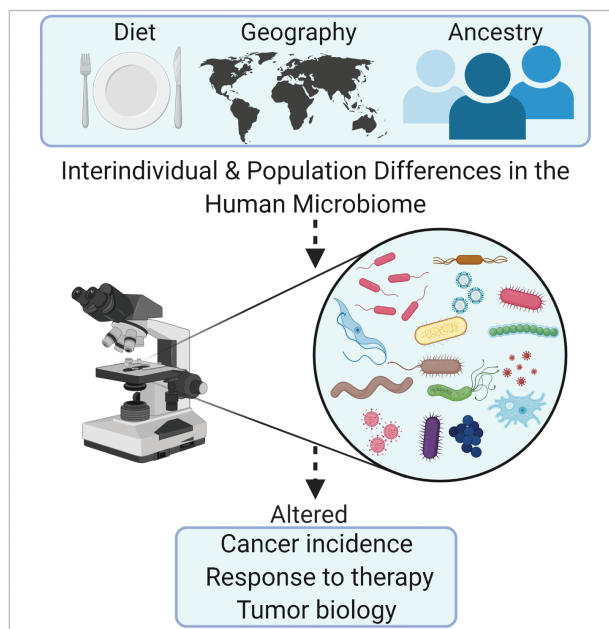 Diet Geography Ancestry
Interindividual & Population Differences in the
Human Microbiome
Altered
Cancer incidence
Response to therapy
Tumor biology